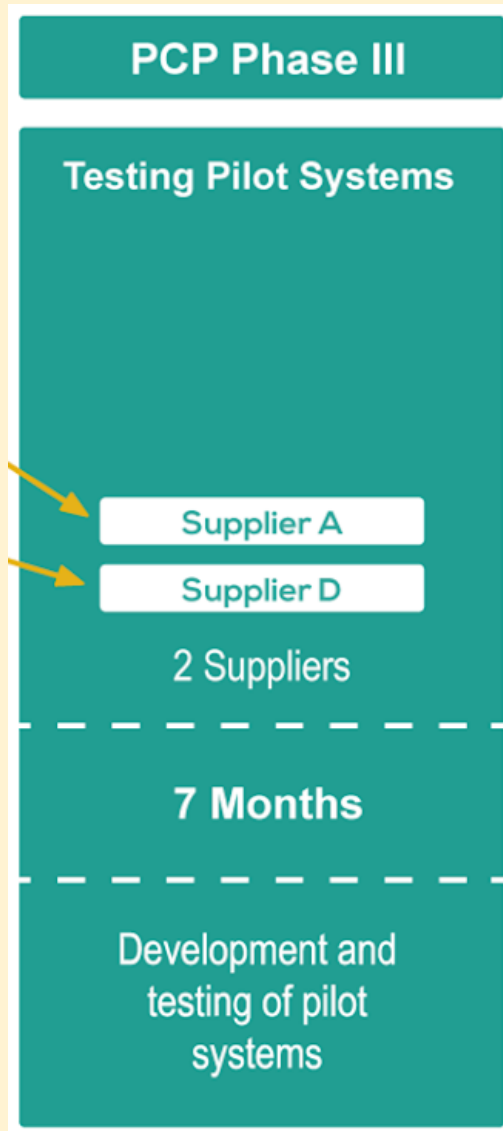 PCP Phase III
Testing Pilot Systems
Supplier A
Supplier D
2 Suppliers
7 Months
Development and
testing of pilot
systems